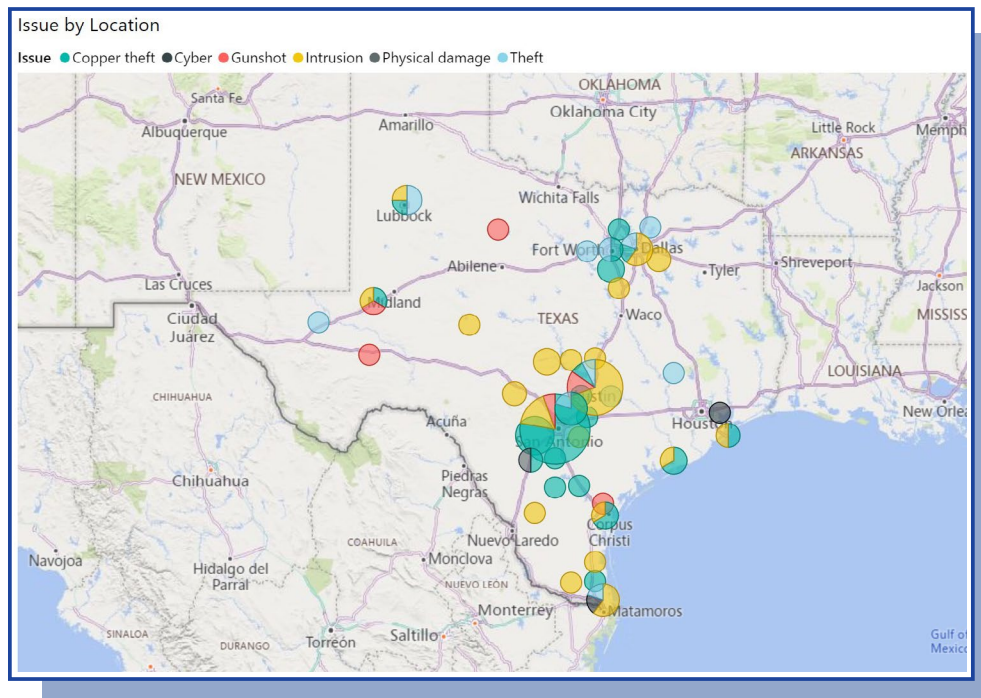 Issue by Location
Issue Copper theft Cyber Gunshot Intrusion Physical damage Theft
OKLAHOMA
Santa Fe
Oklahoma City
Albuquerque
Amarillo
Little Rock
Memph
ARKANSAS
NEW MEXICO
Wichita Falls
Lubbock
Fort Worth
Dallas
Abilene
Tyler
Shreveport
Las Cruces
Jackson
Midland
Ciudad
Juárez
TEXAS
Waco
MISSISS
LOUISIANA
CHIHUAHUA
Austin
New Orle
Acuña
Houston
San Antonio
Piedras
Negras
Chihuahua
Corpus
Christi
Nuevo Laredo
COAHUILA
Navojoa
Monclova
Hidalgo del
Parral
NUEVO LEÓN
Monterrey
Matamoros
SINALOA
Torreón
Saltillo
DURANGO
Gulf of
Mexico